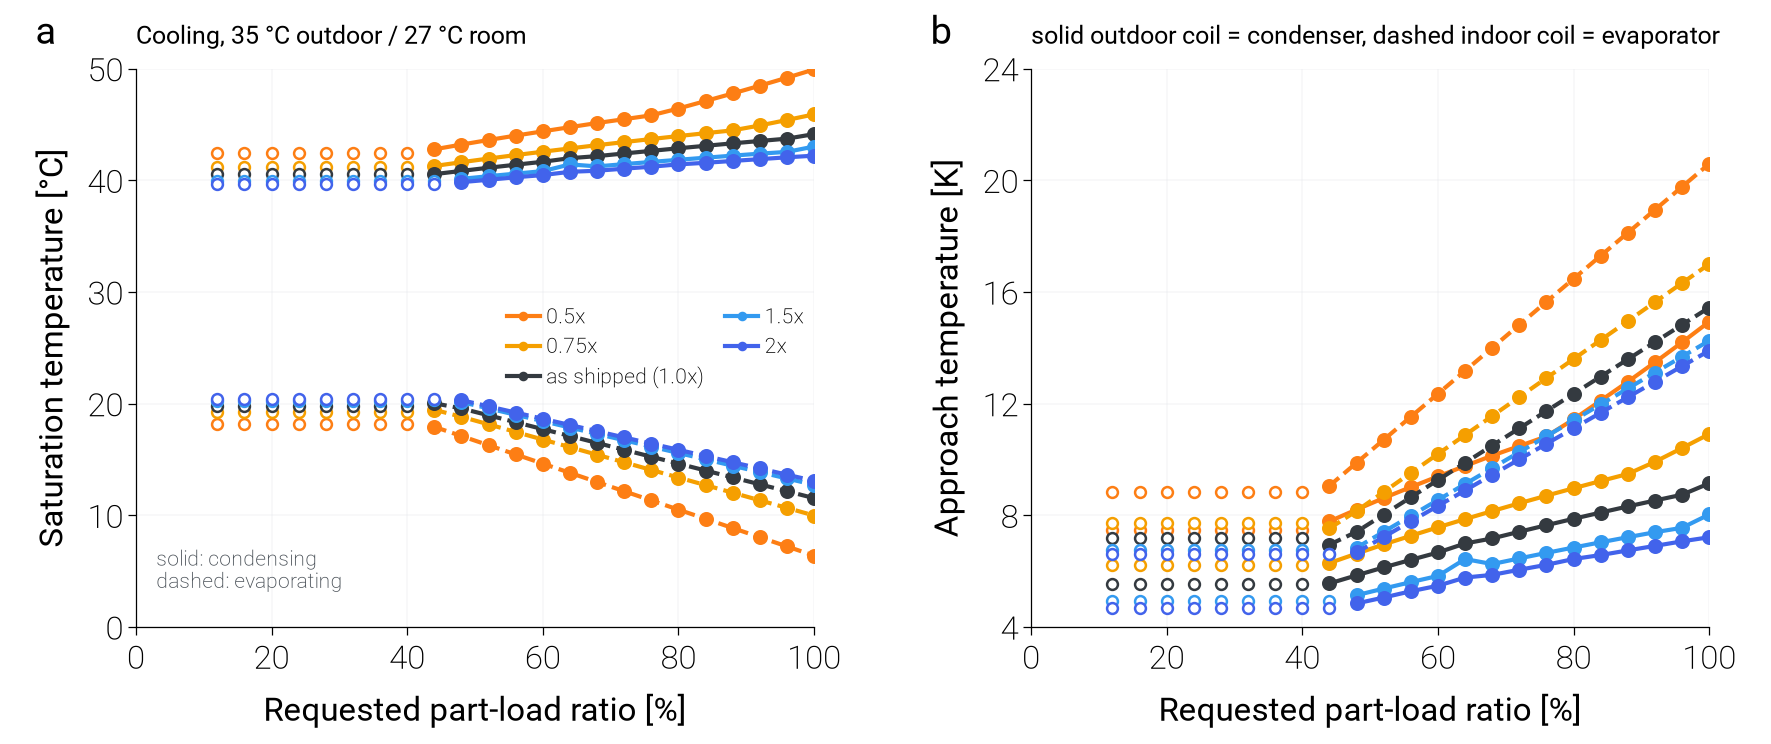 a
Cooling, 35 °C outdoor / 27 °C room
50
40
30
20
10
0
Saturation temperature [°C]
0.5x
0.75x
as shipped (1.0x)
1.5x
2x
solid: condensing
dashed: evaporating
0 20 40 60 80 100
Requested part-load ratio [%]
b
solid outdoor coil = condenser, dashed indoor coil = evaporator
24
20
16
12
8
4
Approach temperature [K]
0 20 40 60 80 100
Requested part-load ratio [%]